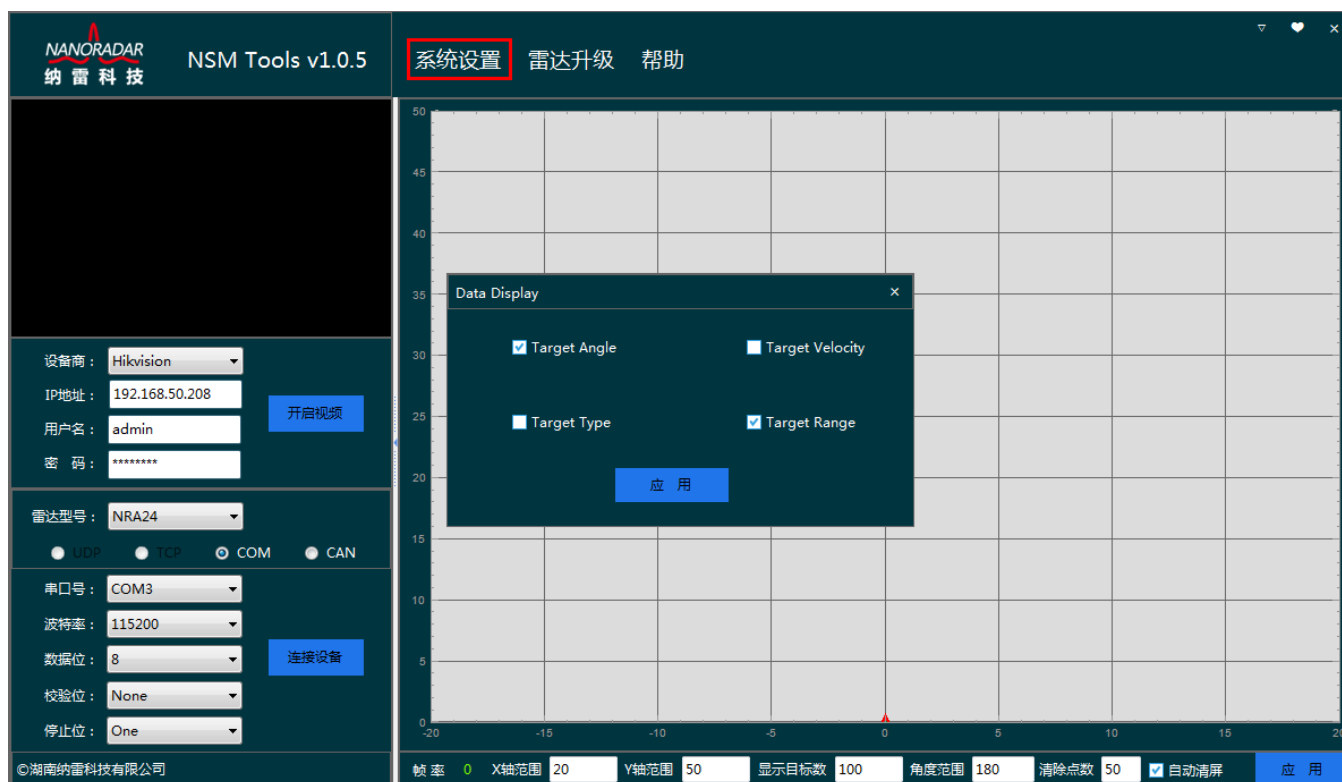 NANORADAR
纳雷科技
NSM Tools v1.0.5
系统设置 雷达升级 帮助
设备商： Hikvision
IP地址： 192.168.50.208
用户名： admin
密 码： ********
开启视频
雷达型号： NRA24
UDP TCP COM CAN
串口号： COM3
波特率： 115200
数据位： 8
校验位： None
停止位： One
连接设备
©湖南纳雷科技有限公司
50
45
40
35
30
25
20
15
10
5
0
-20 -15 -10 -5 0 5 10 15 20
Data Display ×
Target Angle Target Velocity
Target Type Target Range
应 用
帧率 0 X轴范围 20 Y轴范围 50 显示目标数 100 角度范围 180 清除点数 50 自动清屏 应 用